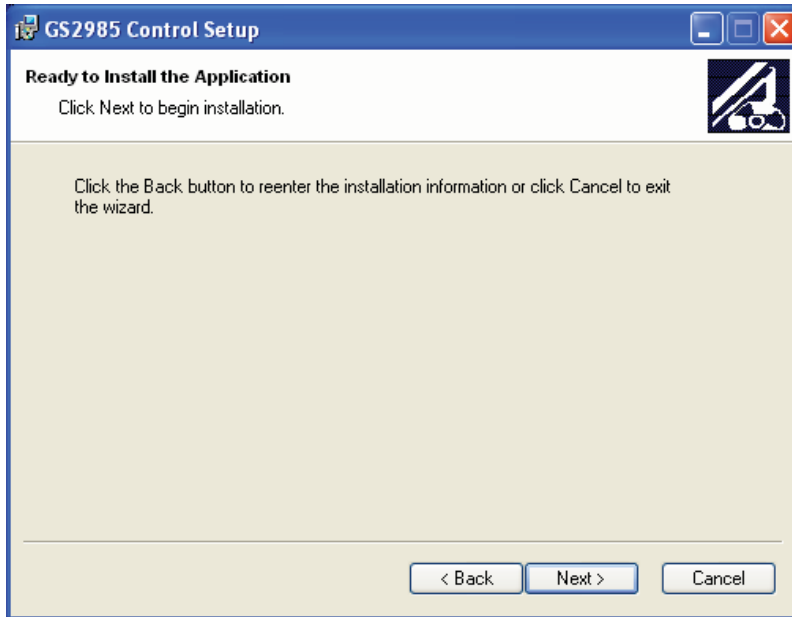 GS2985 Control Setup
Ready to Install the Application
Click Next to begin installation.
Click the Back button to reenter the installation information or click Cancel to exit
the wizard.
< Back Next > Cancel